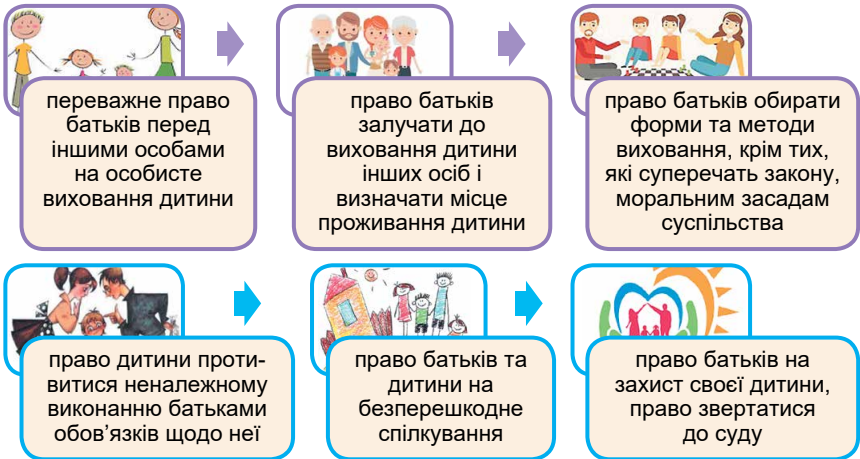 переважне право
батьків перед
іншими особами
на особисте
виховання дитини
право батьків
залучати до
виховання дитини
інших осіб і
визначати місце
проживання дитини
право батьків обирати
форми та методи
виховання, крім тих,
які суперечать закону,
моральним засадам
суспільства
право дитини проти-
витися неналежному
виконанню батьками
обов’язків щодо неї
право батьків та
дитини на
безперешкодне
спілкування
право батьків на
захист своєї дитини,
право звертатися
до суду